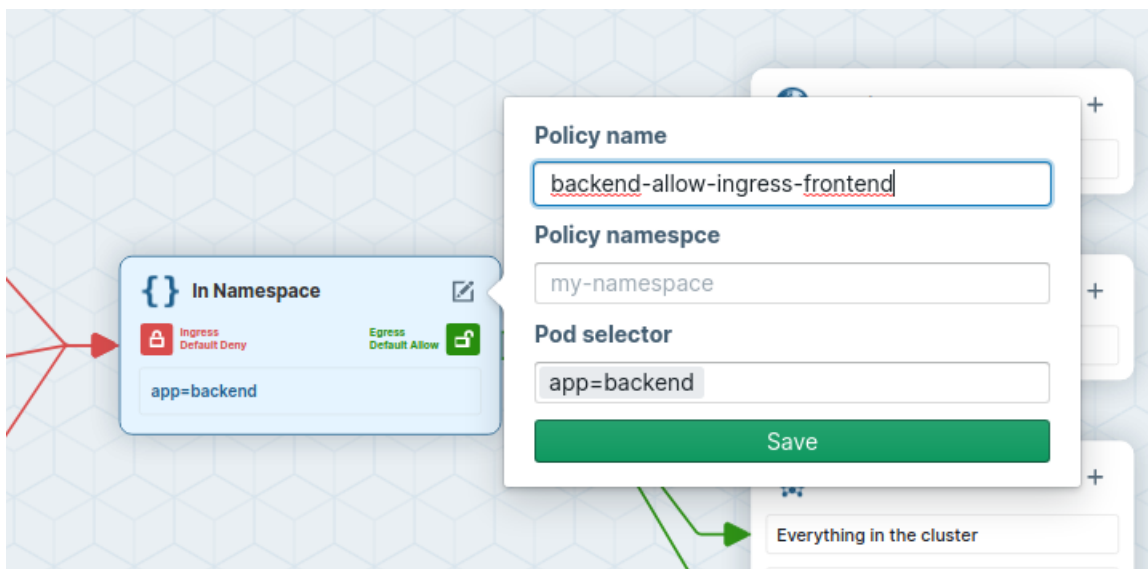 Policy name
backend-allow-ingress-frontend
Policy namespce
my-namespace
Pod selector
app=backend
Save
{} In Namespace
Ingress
Default Deny
Egress
Default Allow
app=backend
+
+
+
Everything in the cluster